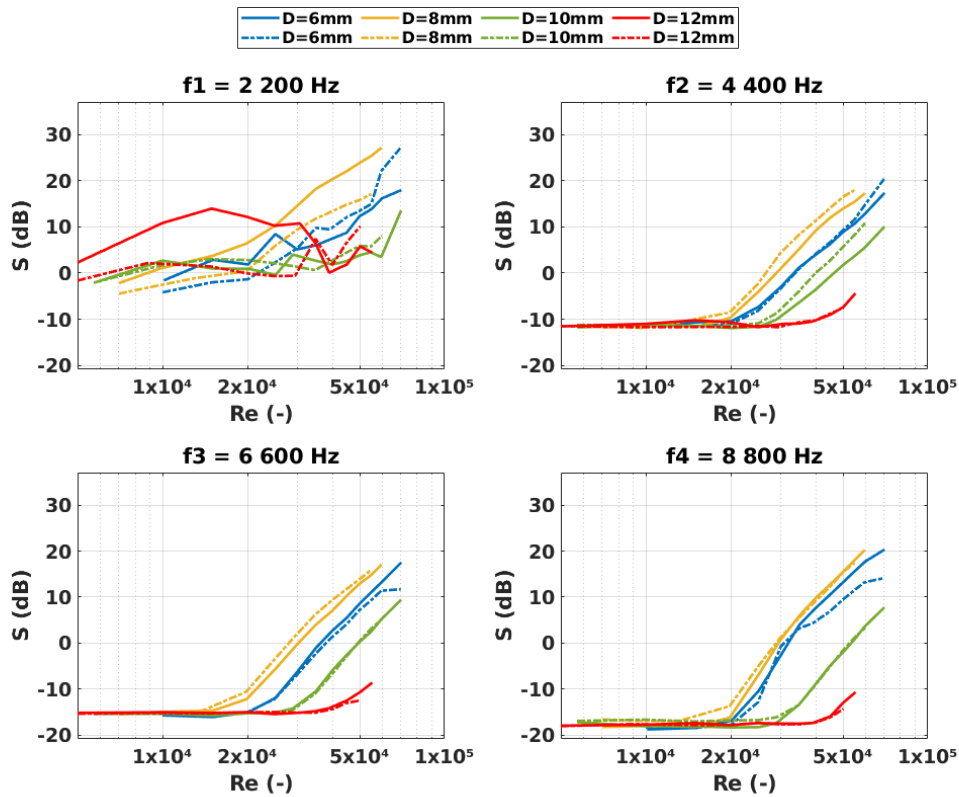 D=6mm D=8mm D=10mm D=12mm
D=6mm D=8mm D=10mm D=12mm
f1 = 2 200 Hz
30
20
10
0
-10
-20
S (dB)
1x10⁴ 2x10⁴ 5x10⁴ 1x10⁵
Re (-)
f2 = 4 400 Hz
30
20
10
0
-10
-20
S (dB)
1x10⁴ 2x10⁴ 5x10⁴ 1x10⁵
Re (-)
f3 = 6 600 Hz
30
20
10
0
-10
-20
S (dB)
1x10⁴ 2x10⁴ 5x10⁴ 1x10⁵
Re (-)
f4 = 8 800 Hz
30
20
10
0
-10
-20
S (dB)
1x10⁴ 2x10⁴ 5x10⁴ 1x10⁵
Re (-)